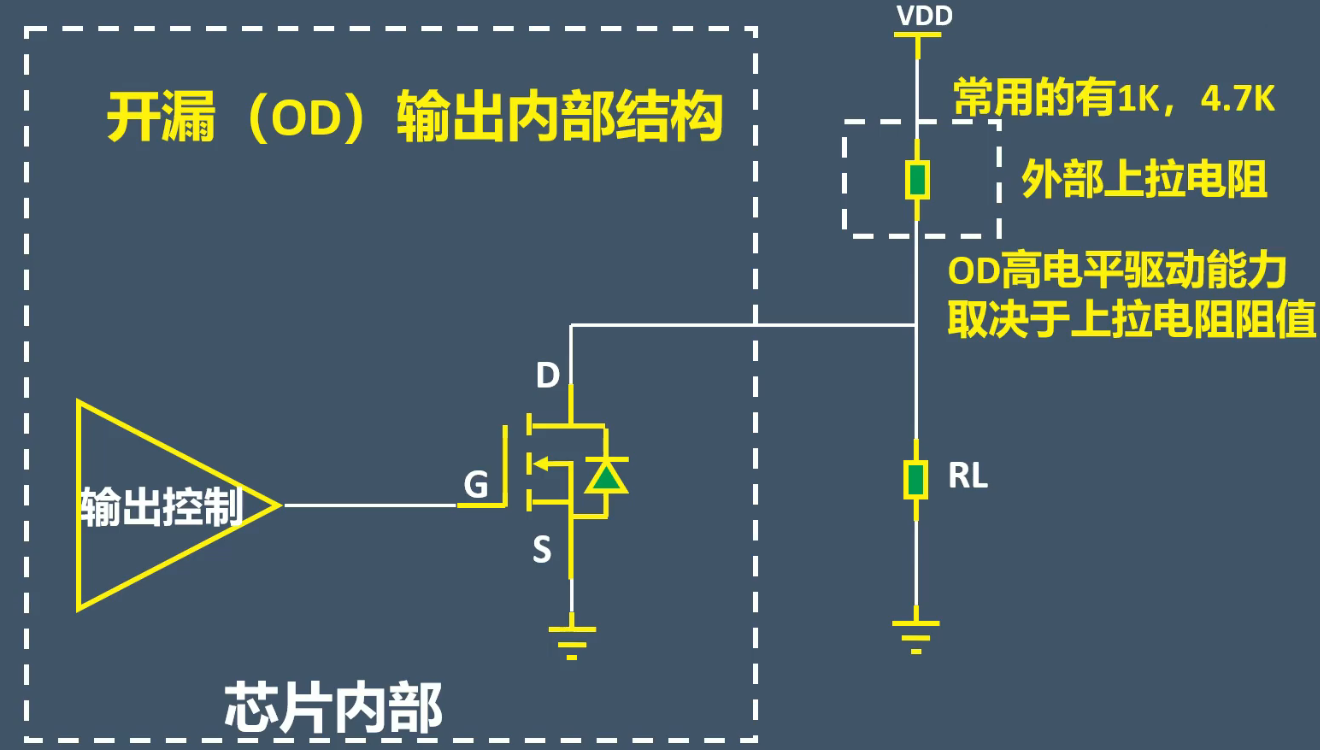 VDD
开漏（OD）输出内部结构
常用的有1K，4.7K
外部上拉电阻
OD高电平驱动能力
取决于上拉电阻阻值
D
G
S
RL
输出控制
芯片内部